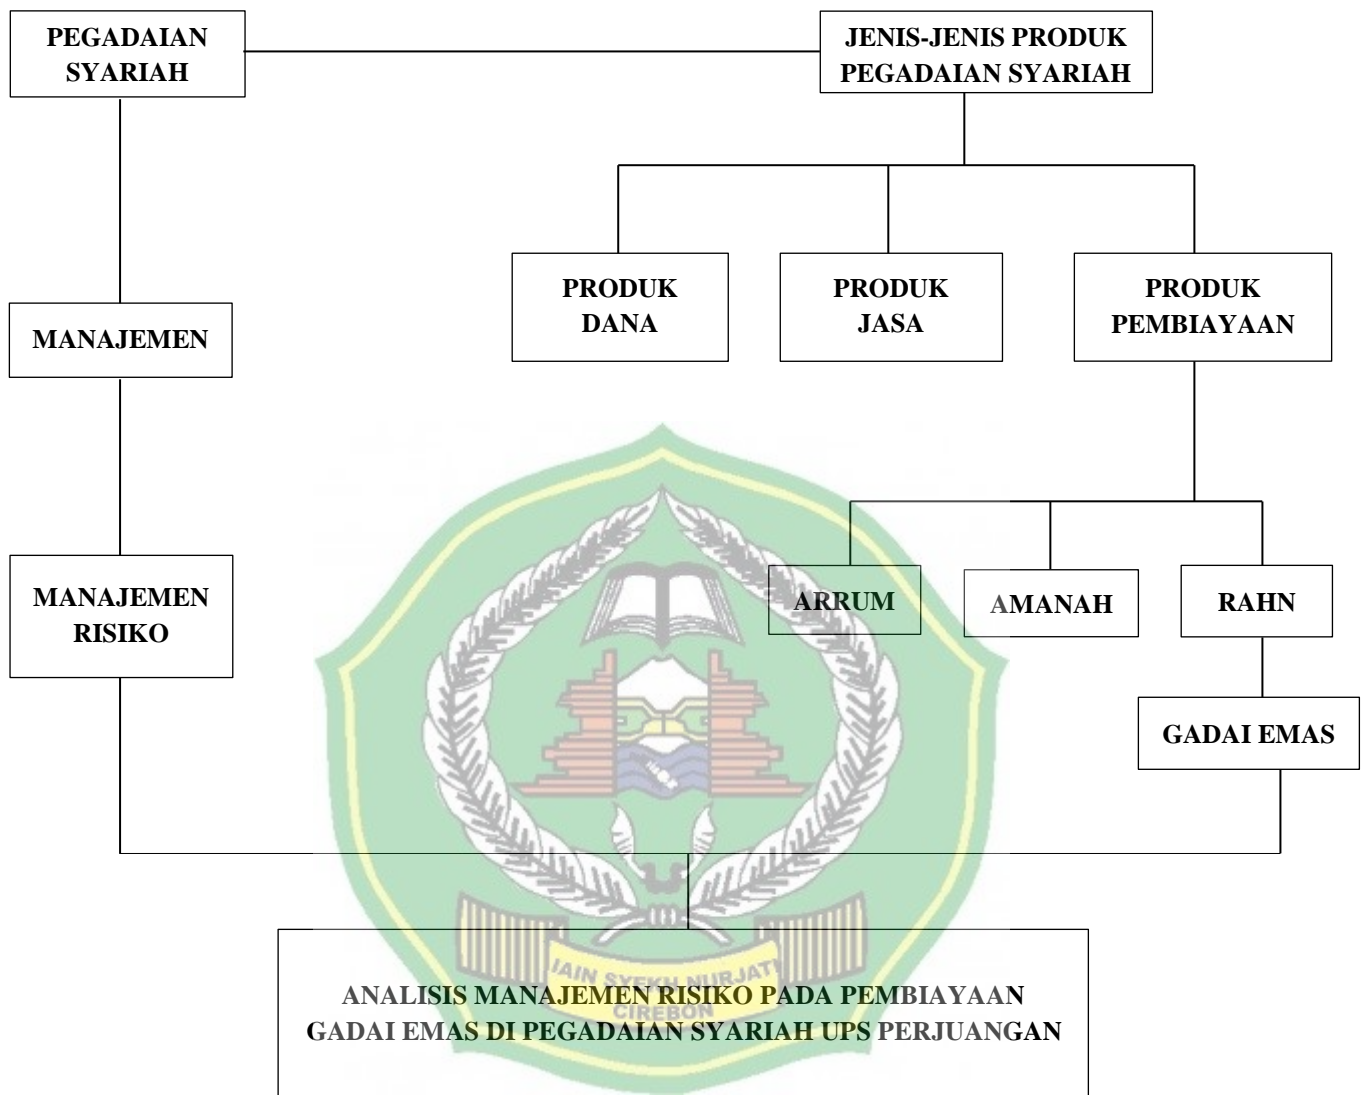 PEGADAIAN
SYARIAH
JENIS-JENIS PRODUK
PEGADAIAN SYARIAH
PRODUK
DANA
PRODUK
JASA
PRODUK
PEMBIAYAAN
MANAJEMEN
MANAJEMEN
RISIKO
ARRUM
AMANAH
RAHN
GADAI EMAS
IAIN SYEKH NURJATI
CIREBON
ANALISIS MANAJEMEN RISIKO PADA PEMBIAYAAN
GADAI EMAS DI PEGADAIAN SYARIAH UPS PERJUANGAN